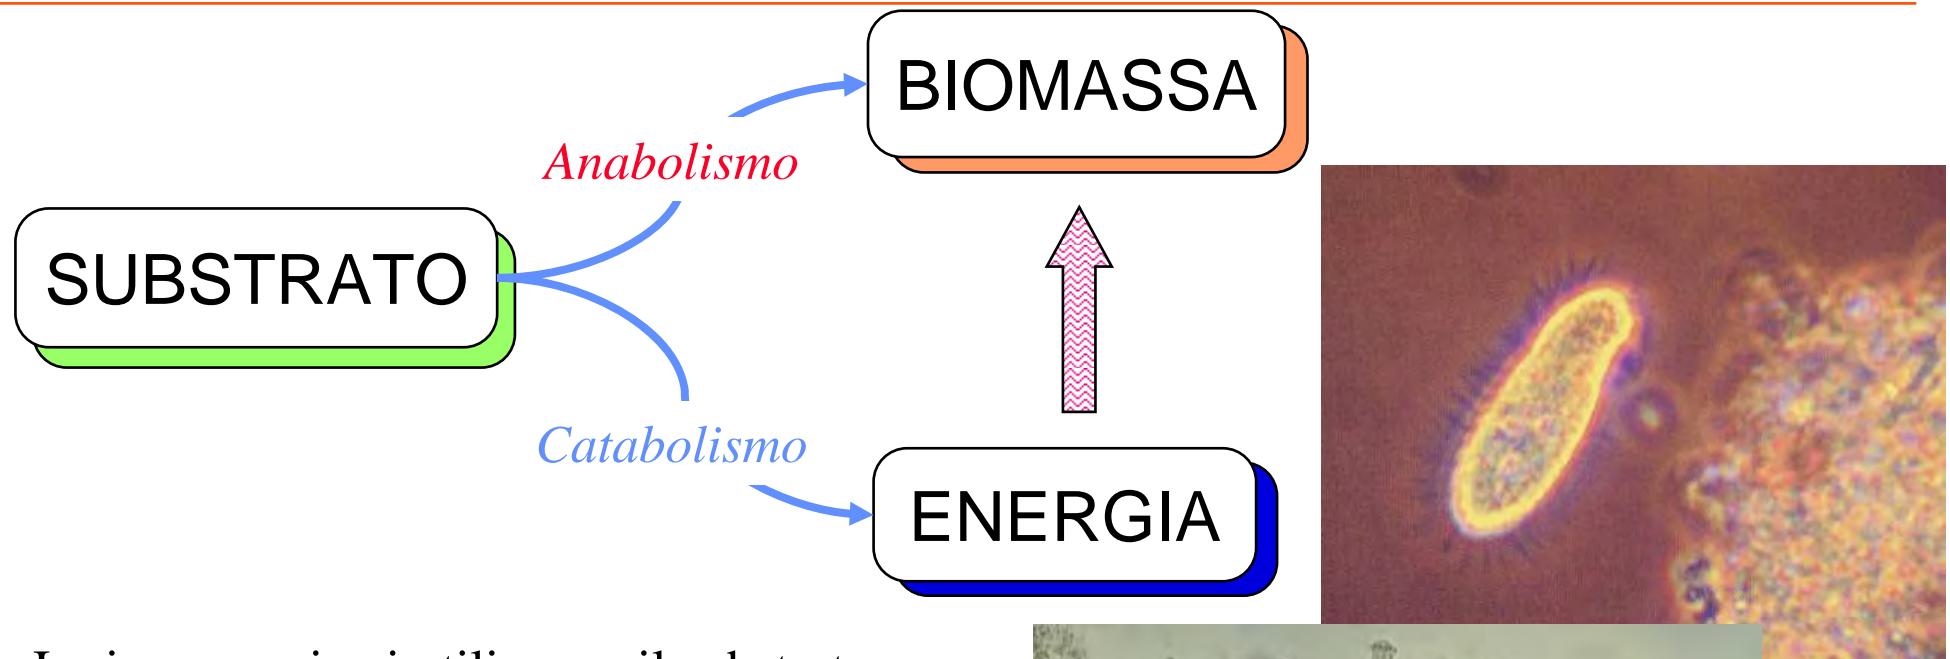 BIOMASSA
Anabolismo
SUBSTRATO
Catabolismo
ENERGIA